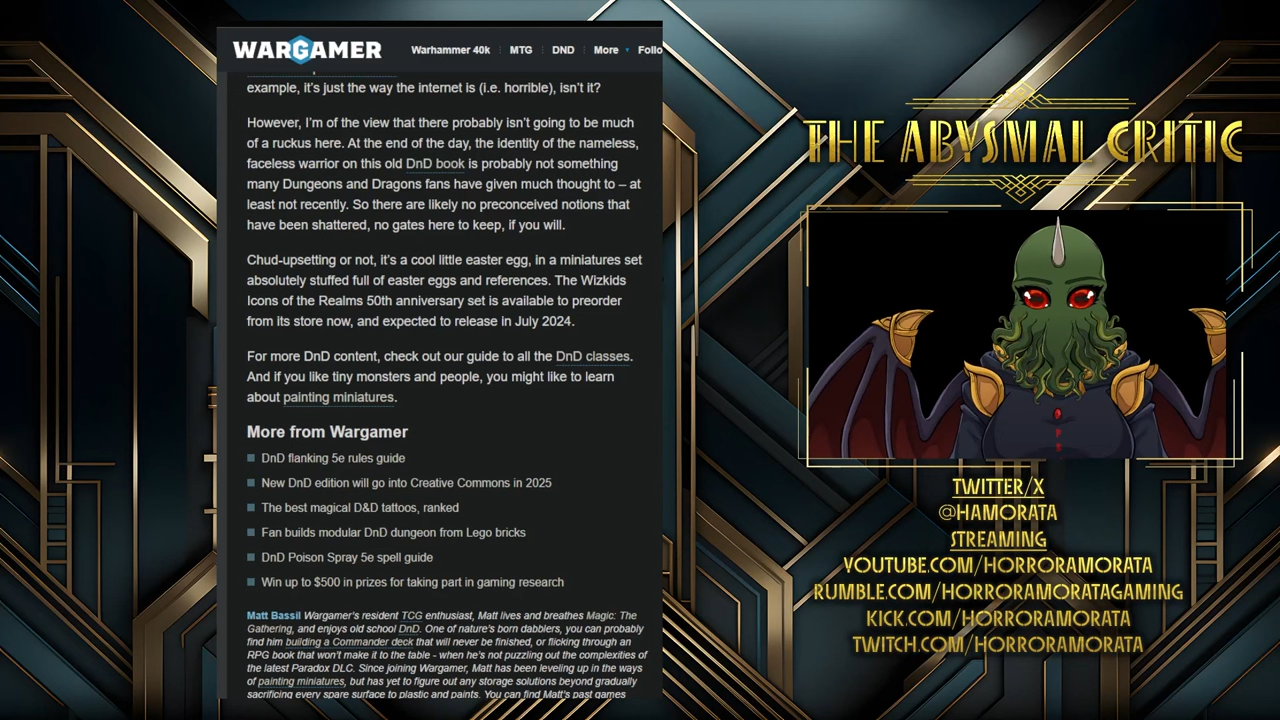 WARGAMER
Warhammer 40k MTG DND More Follo
example, it's just the way the internet is (i.e. horrible), isn't it?
However, I'm of the view that there probably isn't going to be much
of a ruckus here. At the end of the day, the identity of the nameless,
faceless warrior on this old DnD book is probably not something
many Dungeons and Dragons fans have given much thought to – at
least not recently. So there are likely no preconceived notions that
have been shattered, no gates here to keep, if you will.
Chud-upsetting or not, it's a cool little easter egg, in a miniatures set
absolutely stuffed full of easter eggs and references. The Wizkids
Icons of the Realms 50th anniversary set is available to preorder
from its store now, and expected to release in July 2024.
For more DnD content, check out our guide to all the DnD classes.
And if you like tiny monsters and people, you might like to learn
about painting miniatures.
More from Wargamer
DnD flanking 5e rules guide
New DnD edition will go into Creative Commons in 2025
The best magical D&D tattoos, ranked
Fan builds modular DnD dungeon from Lego bricks
DnD Poison Spray 5e spell guide
Win up to $500 in prizes for taking part in gaming research
Matt Bassil Wargamer's resident TCG enthusiast, Matt lives and breathes Magic: The
Gathering, and enjoys old school DnD. One of nature's born dabblers, you can probably
find him building a Commander deck that will never be finished, or flicking through an
RPG book that won't make it to the table - when he's not puzzling out the complexities of
the latest Paradox DLC. Since joining Wargamer, Matt has been leveling up in the ways
of painting miniatures, but has yet to figure out any storage solutions beyond gradually
sacrificing every spare surface to plastic and paints. You can find Matt's past games
THE ABYSMAL CRITIC
TWITTER/X
@HAMORATA
STREAMING
YOUTUBE.COM/HORRORAMORATA
RUMBLE.COM/HORRORAMORATAGAMING
KICK.COM/HORRORAMORATA
TWITCH.COM/HORRORAMORATA